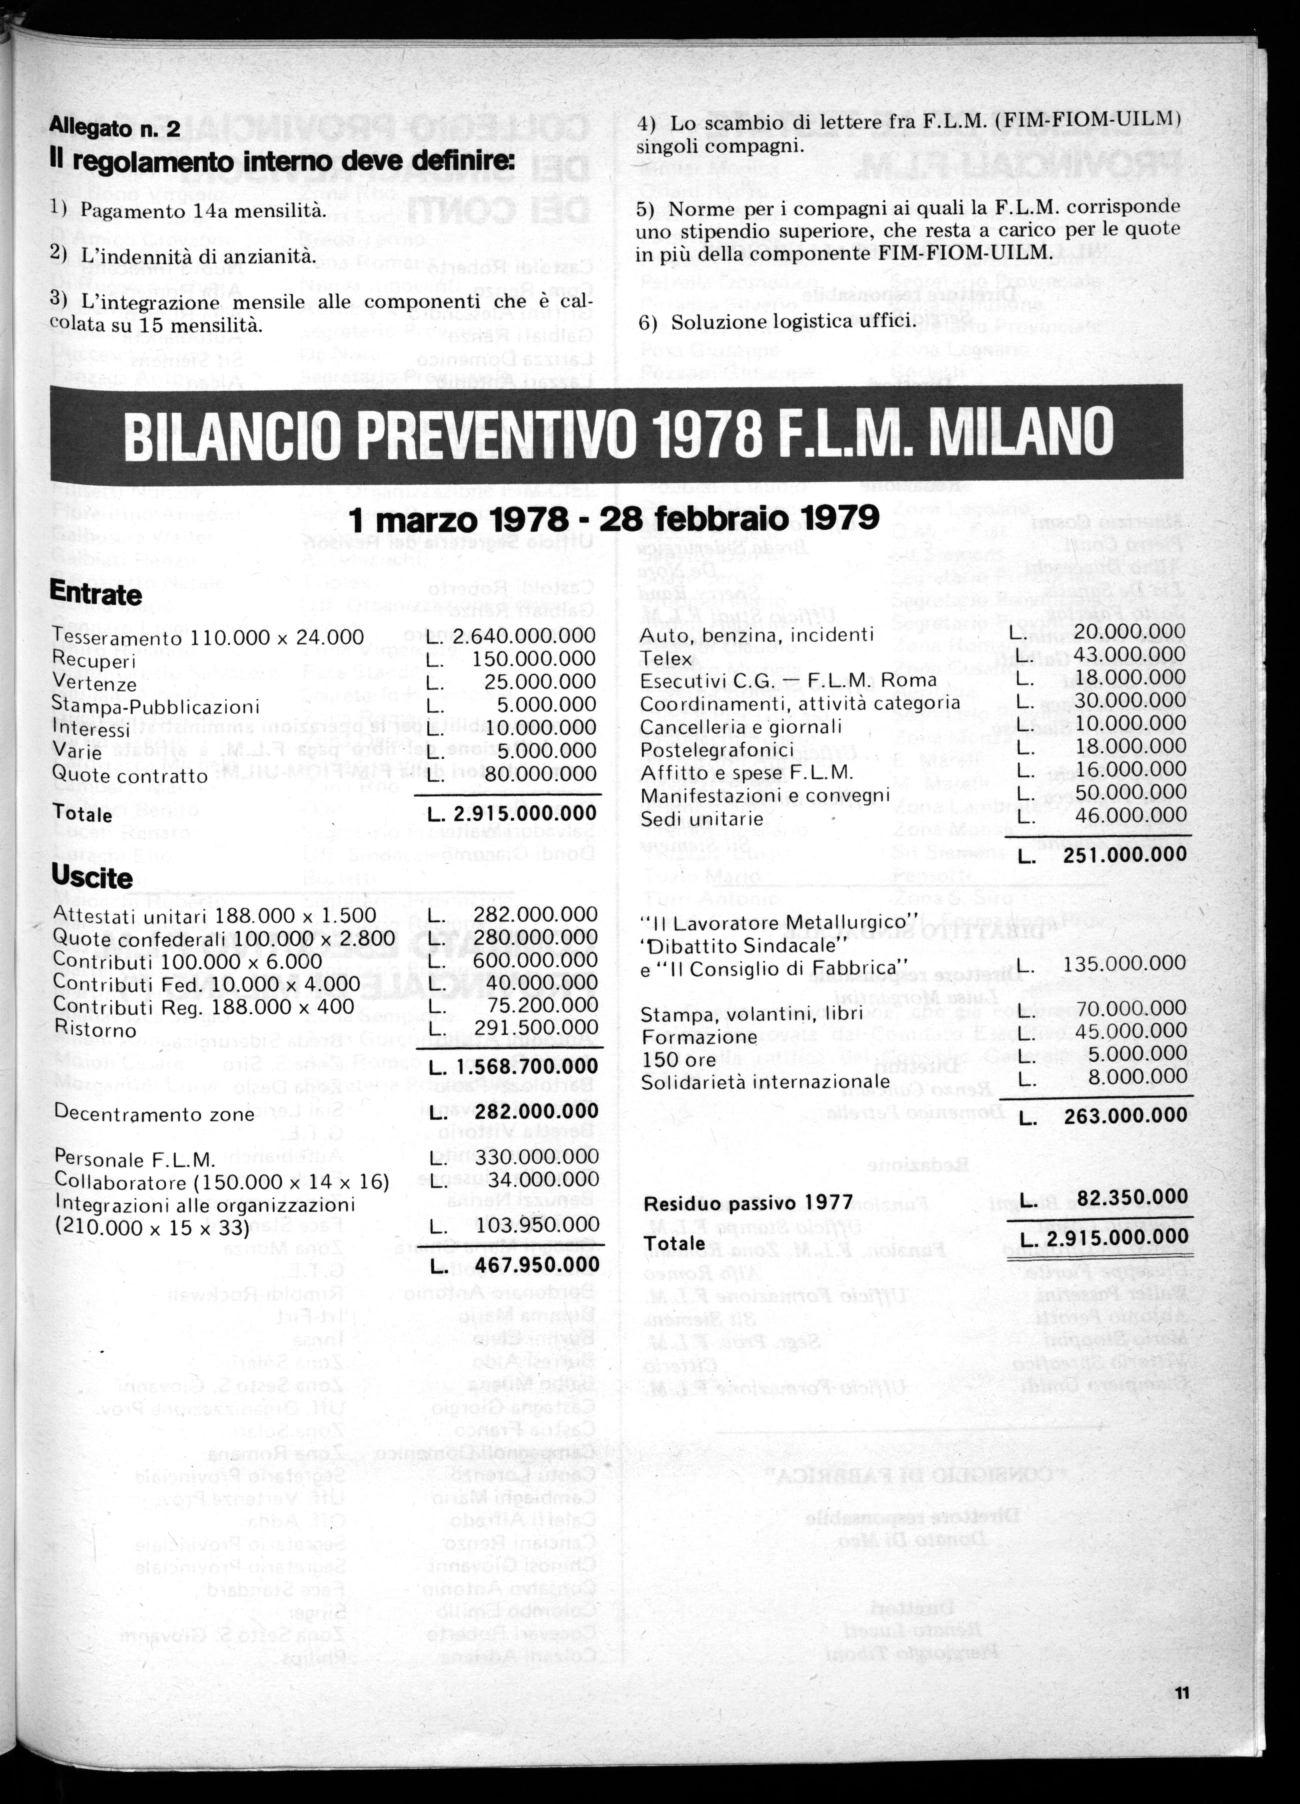 Allegato n. 2
Il regolamento interno deve definire:
1) Pagamento 14a mensilità.
2) L'indennità di anzianità.
3) L'integrazione mensile alle componenti che è cal-
colata su 15 mensilità.
4) Lo scambio di lettere fra F.L.M. (FIM-FIOM-UILM)
singoli compagni.
5) Norme per i compagni ai quali la F.L.M. corrisponde
uno stipendio superiore, che resta a carico per le quote
in più della componente FIM-FIOM-UILM.
6) Soluzione logistica uffici.
BILANCIO PREVENTIVO 1978 F.L.M. MILANO
1 marzo 1978 - 28 febbraio 1979
Entrate
Tesseramento 110.000 x 24.000 L. 2.640.000.000
Recuperi L. 150.000.000
Vertenze L. 25.000.000
Stampa-Pubblicazioni L. 5.000.000
Interessi L. 10.000.000
Varie L. 5.000.000
Quote contratto L. 80.000.000
Totale L. 2.915.000.000
Uscite
Attestati unitari 188.000 x 1.500 L. 282.000.000
Quote confederali 100.000 x 2.800 L. 280.000.000
Contributi 100.000 x 6.000 L. 600.000.000
Contributi Fed. 10.000 x 4.000 L. 40.000.000
Contributi Reg. 188.000 x 400 L. 75.200.000
Ristorno L. 291.500.000
L. 1.568.700.000
Decentramento zone L. 282.000.000
Personale F.L.M. L. 330.000.000
Collaboratore (150.000 x 14 x 16) L. 34.000.000
Integrazioni alle organizzazioni
(210.000 x 15 x 33) L. 103.950.000
L. 467.950.000
Auto, benzina, incidenti L. 20.000.000
Telex L. 43.000.000
Esecutivi C.G. — F.L.M. Roma L. 18.000.000
Coordinamenti, attività categoria L. 30.000.000
Cancelleria e giornali L. 10.000.000
Postelegrafonici L. 18.000.000
Affitto e spese F.L.M. L. 16.000.000
Manifestazioni e convegni L. 50.000.000
Sedi unitarie L. 46.000.000
L. 251.000.000
"Il Lavoratore Metallurgico"
'Dibattito Sindacale"
e "Il Consiglio di Fabbrica" L. 135.000.000
Stampa, volantini, libri L. 70.000.000
Formazione L. 45.000.000
150 ore L. 5.000.000
Solidarietà internazionale L. 8.000.000
L. 263.000.000
Residuo passivo 1977 L. 82.350.000
Totale L. 2.915.000.000
11